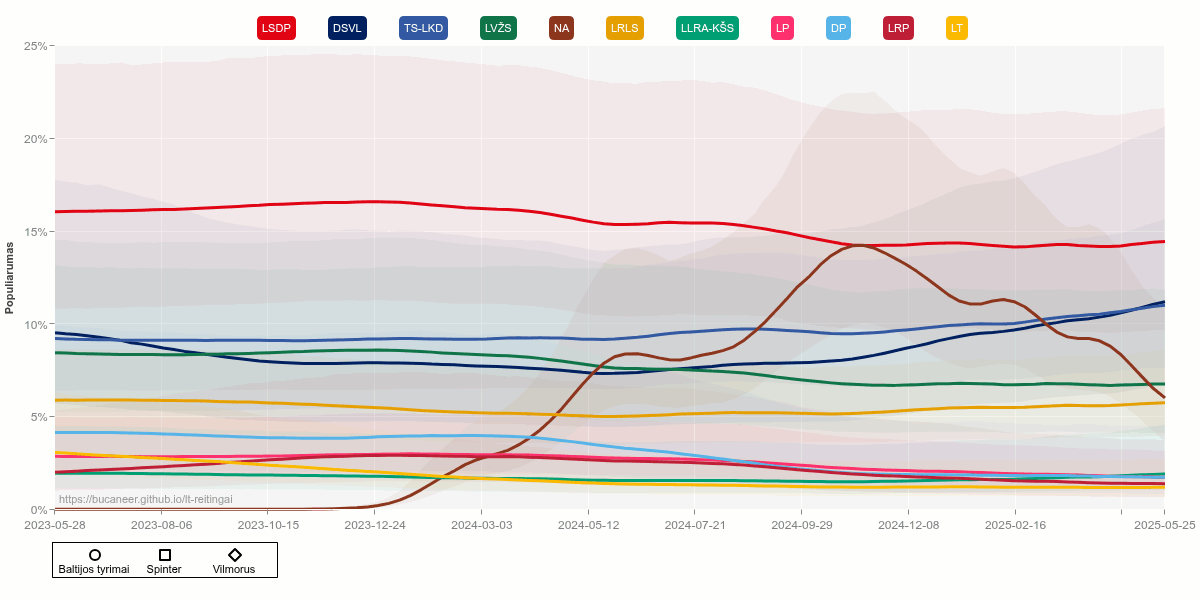 LSDP DSVL TS-LKD LVŽS NA LRLS LLRA-KŠS LP DP LRP LT
25%
20%
15%
10%
5%
0%
Populiarumas
https://bucaneer.github.io/lt-reitingai
2023-05-28 2023-08-06 2023-10-15 2023-12-24 2024-03-03 2024-05-12 2024-07-21 2024-09-29 2024-12-08 2025-02-16 2025-05-25
Baltijos tyrimai Spinter Vilmorus